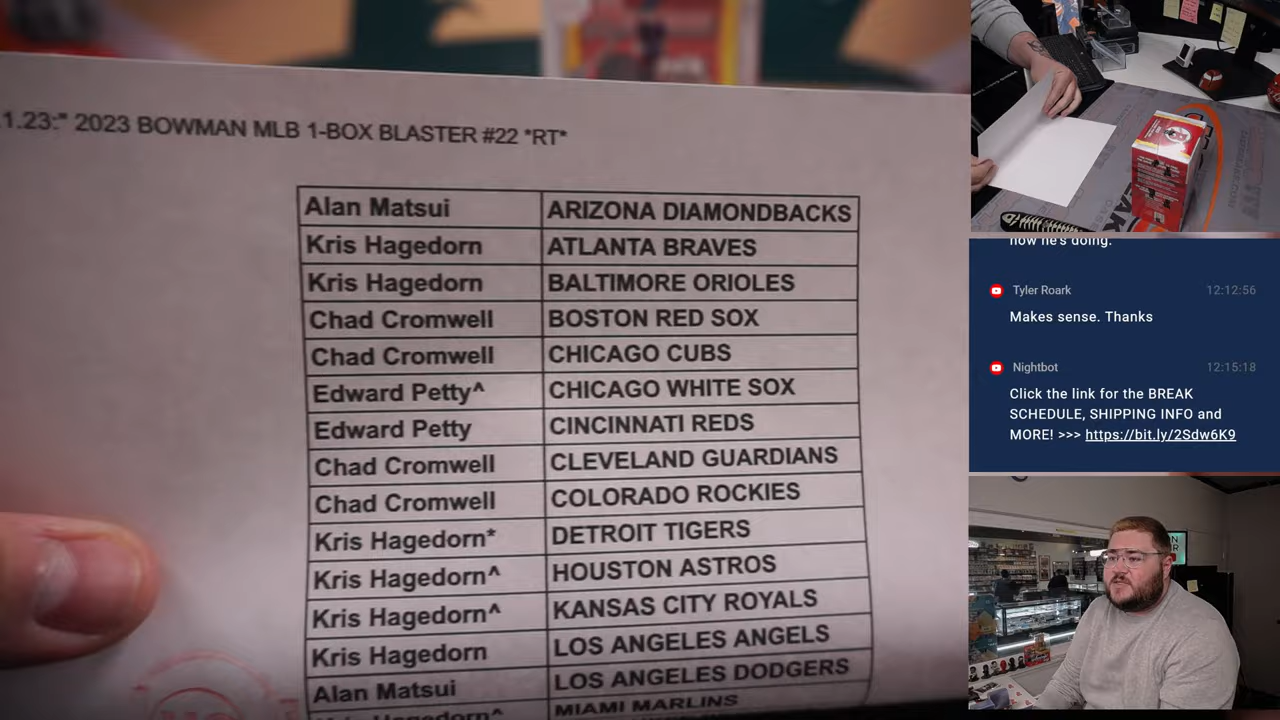 .1.23:" 2023 BOWMAN MLB 1-BOX BLASTER #22 *RT*
Alan Matsui ARIZONA DIAMONDBACKS
Kris Hagedorn ATLANTA BRAVES
Kris Hagedorn BALTIMORE ORIOLES
Chad Cromwell BOSTON RED SOX
Chad Cromwell CHICAGO CUBS
Edward Petty^ CHICAGO WHITE SOX
Edward Petty CINCINNATI REDS
Chad Cromwell CLEVELAND GUARDIANS
Chad Cromwell COLORADO ROCKIES
Kris Hagedorn* DETROIT TIGERS
Kris Hagedorn^ HOUSTON ASTROS
Kris Hagedorn^ KANSAS CITY ROYALS
Kris Hagedorn LOS ANGELES ANGELS
Alan Matsui LOS ANGELES DODGERS
Kris Hagedorn^ MIAMI MARLINS
now he's doing.
Tyler Roark 12:12:56
Makes sense. Thanks
Nightbot 12:15:18
Click the link for the BREAK
SCHEDULE, SHIPPING INFO and
MORE! >>> https://bit.ly/2Sdw6K9